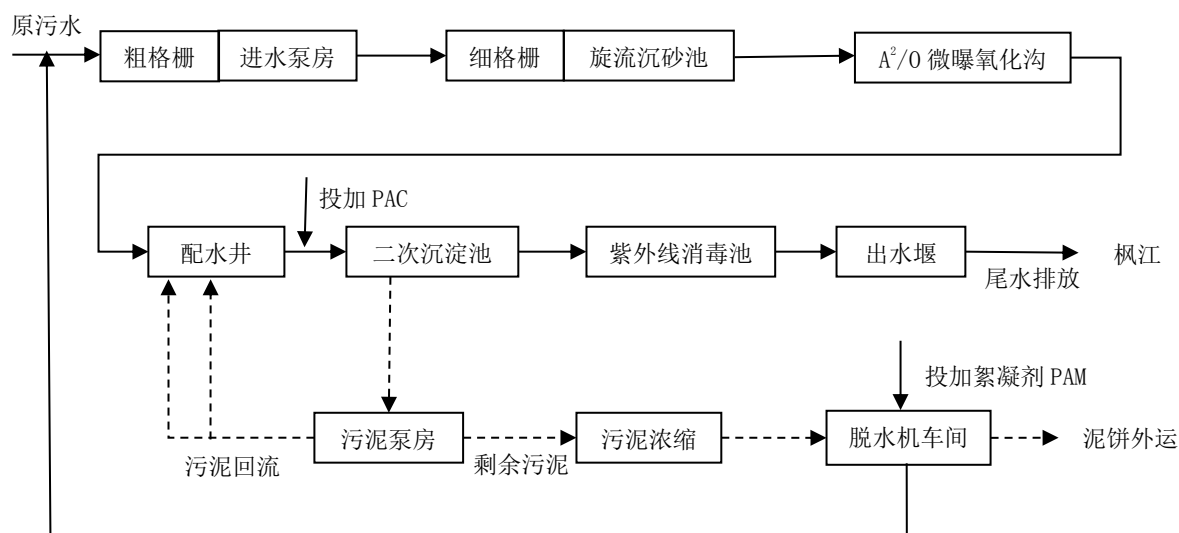 原污水
粗格栅 进水泵房 细格栅 旋流沉砂池 A²/O 微曝氧化沟
投加 PAC
配水井 二次沉淀池 紫外线消毒池 出水堰 枫江
尾水排放
投加絮凝剂 PAM
污泥泵房 污泥浓缩 脱水机车间 泥饼外运
污泥回流 剩余污泥